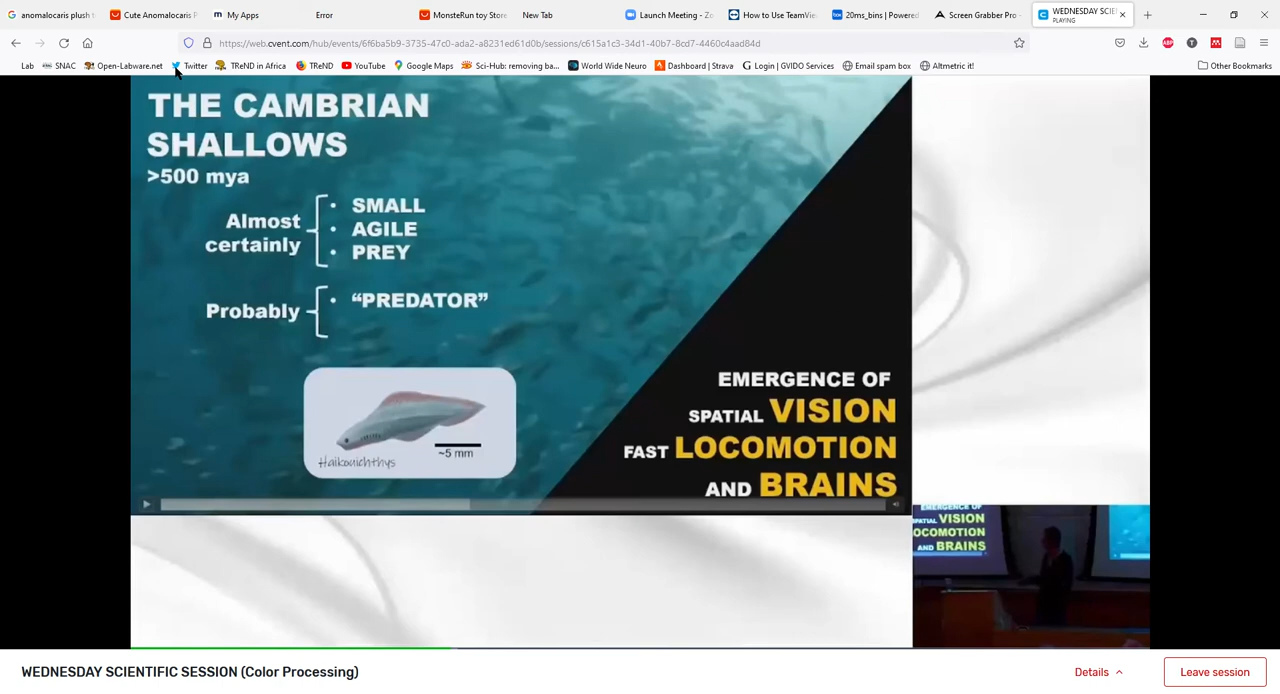 anomalocaris plush t
Cute Anomalocaris P
My Apps
Error
MonsteRun toy Store
New Tab
Launch Meeting - Zo
How to Use TeamVie
20ms_bins | Powered
Screen Grabber Pro -
WEDNESDAY SCIEN
PLAYING
https://web.cvent.com/hub/events/6f6ba5b9-3735-47c0-ad42-a8231ed61d0b/sessions/c615a1c3-34d1-40b7-8cd7-4460c4aad84d
Lab
SNAC
Open-Labware.net
Twitter
TReND in Africa
TReND
YouTube
Google Maps
Sci-Hub: removing ba...
World Wide Neuro
Dashboard | Strava
Login | GVIDO Services
Email spam box
Altmetric it!
Other Bookmarks
THE CAMBRIAN
SHALLOWS
>500 mya
Almost
certainly
• SMALL
• AGILE
• PREY
Probably
• “PREDATOR”
Haikouichthys
~5 mm
EMERGENCE OF
SPATIAL VISION
FAST LOCOMOTION
AND BRAINS
EMERGENCE OF
SPATIAL VISION
LOCOMOTION
AND BRAINS
WEDNESDAY SCIENTIFIC SESSION (Color Processing)
Details
Leave session